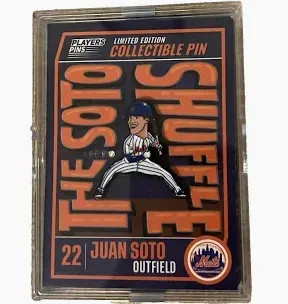 PLAYERS
PINS
LIMITED EDITION
COLLECTIBLE PIN
THE SOTO
SHUFFLE
22 JUAN SOTO
OUTFIELD
Mets